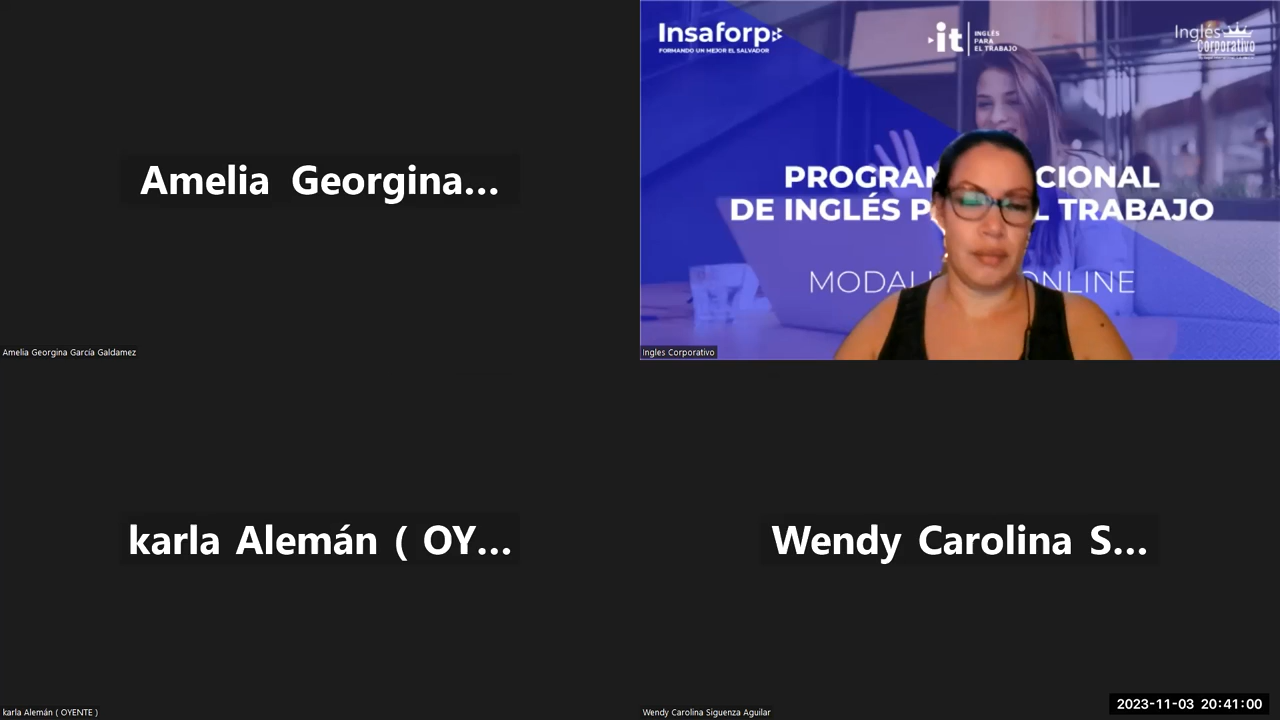 Amelia Georgina...
Amelia Georgina García Galdamez
Insaforp
FORMANDO UN MEJOR EL SALVADOR
it
INGLÉS
PARA
EL TRABAJO
Inglés
Corporativo
PROGRAM CIONAL
DE INGLÉS P L TRABAJO
MODALI ONLINE
Ingles Corporativo
karla Alemán ( OY...
karla Alemán ( OYENTE )
Wendy Carolina S...
Wendy Carolina Siguenza Aguilar
2023-11-03 20:41:00